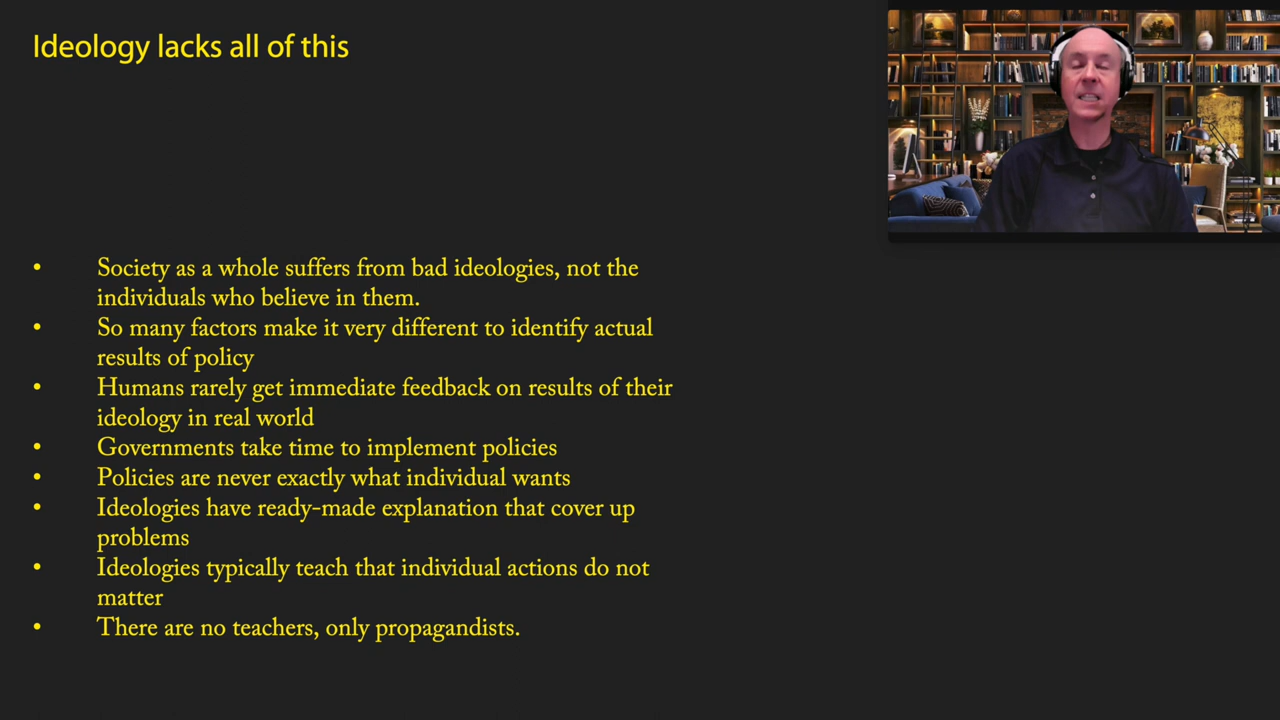 Ideology lacks all of this
• Society as a whole suffers from bad ideologies, not the
individuals who believe in them.
• So many factors make it very different to identify actual
results of policy
• Humans rarely get immediate feedback on results of their
ideology in real world
• Governments take time to implement policies
• Policies are never exactly what individual wants
• Ideologies have ready-made explanation that cover up
problems
• Ideologies typically teach that individual actions do not
matter
• There are no teachers, only propagandists.